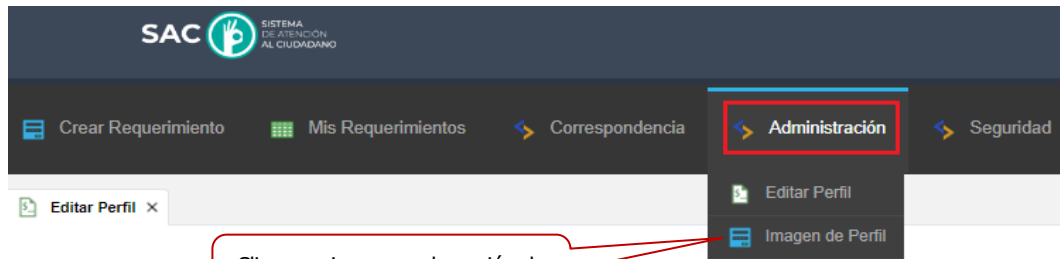 SAC
SISTEMA
DE ATENCIÓN
AL CIUDADANO
Crear Requerimiento
Mis Requerimientos
Correspondencia
Administración
Seguridad
Editar Perfil
Editar Perfil ×
Imagen de Perfil